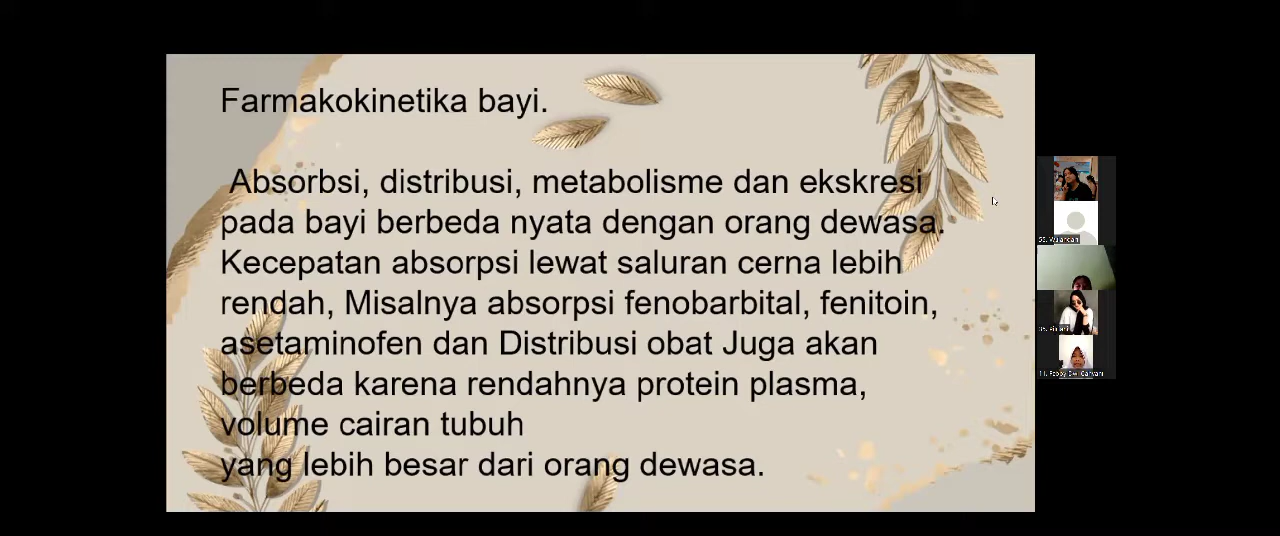 Farmakokinetika bayi.
Absorbsi, distribusi, metabolisme dan ekskresi
pada bayi berbeda nyata dengan orang dewasa.
Kecepatan absorpsi lewat saluran cerna lebih
rendah, Misalnya absorpsi fenobarbital, fenitoin,
asetaminofen dan Distribusi obat Juga akan
berbeda karena rendahnya protein plasma,
volume cairan tubuh
yang lebih besar dari orang dewasa.